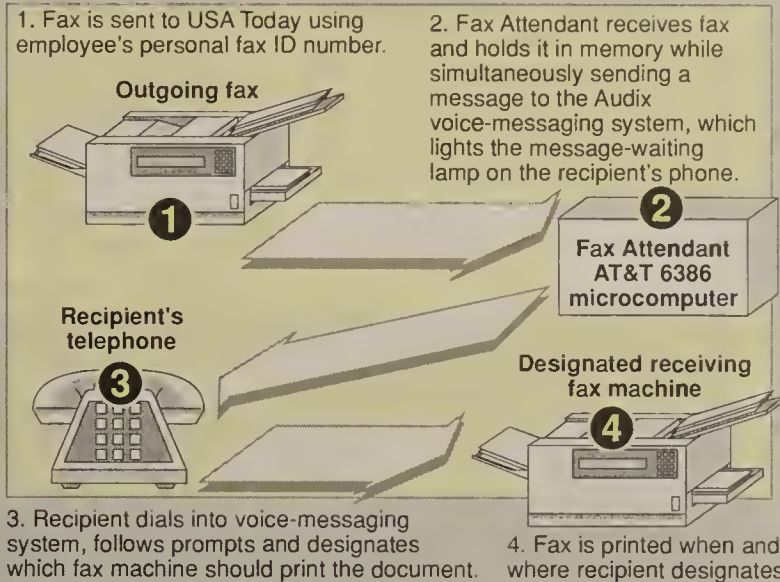 1. Fax is sent to USA Today using
employee's personal fax ID number.
2. Fax Attendant receives fax
and holds it in memory while
simultaneously sending a
message to the Audix
voice-messaging system, which
lights the message-waiting
lamp on the recipient's phone.
Outgoing fax
1
2
Fax Attendant
AT&T 6386
microcomputer
Recipient's
telephone
3
Designated receiving
fax machine
4
3. Recipient dials into voice-messaging
system, follows prompts and designates
which fax machine should print the document.
4. Fax is printed when and
where recipient designates